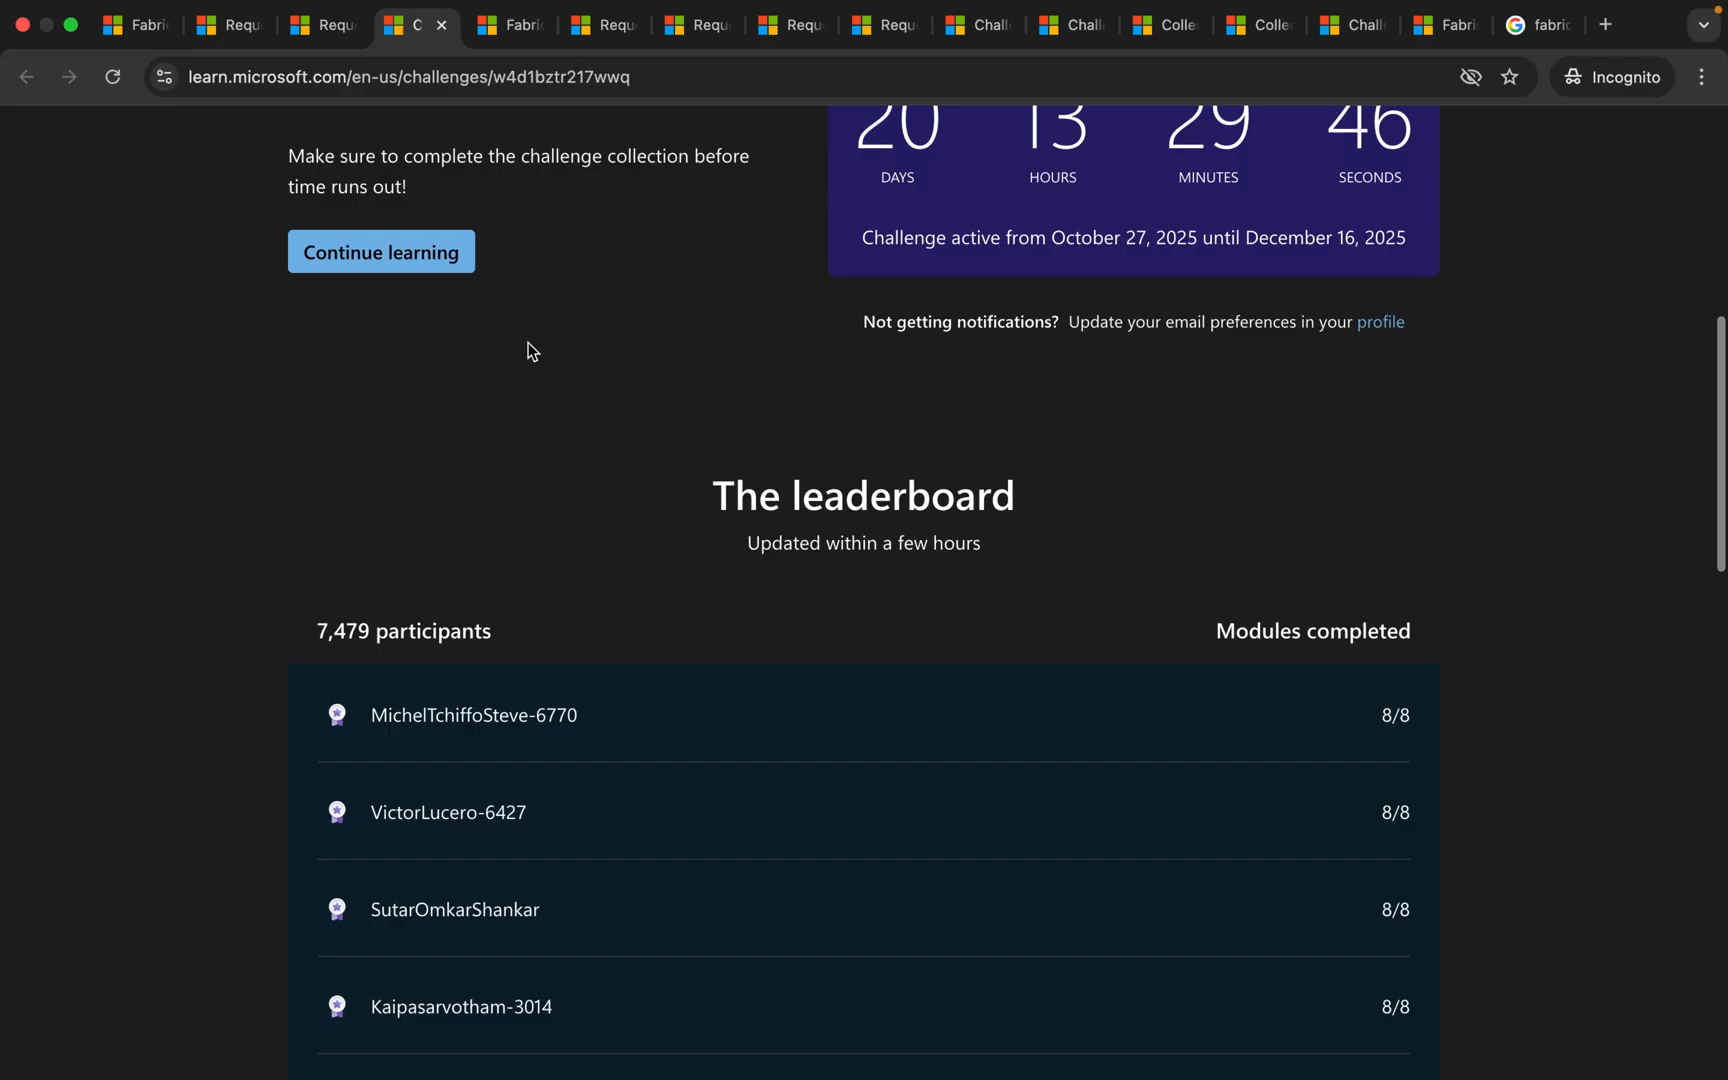 Fabric
Requ
Requ
C
Fabri
Requ
Requ
Requ
Requ
Chall
Chall
Colle
Colle
Chall
Fabri
fabric
learn.microsoft.com/en-us/challenges/w4d1bztr217wwq
Incognito
20 13 29 46
DAYS HOURS MINUTES SECONDS
Make sure to complete the challenge collection before
time runs out!
Continue learning
Challenge active from October 27, 2025 until December 16, 2025
Not getting notifications? Update your email preferences in your profile
The leaderboard
Updated within a few hours
7,479 participants Modules completed
MichelTchiffoSteve-6770 8/8
VictorLucero-6427 8/8
SutarOmkarShankar 8/8
Kaipasarvotham-3014 8/8